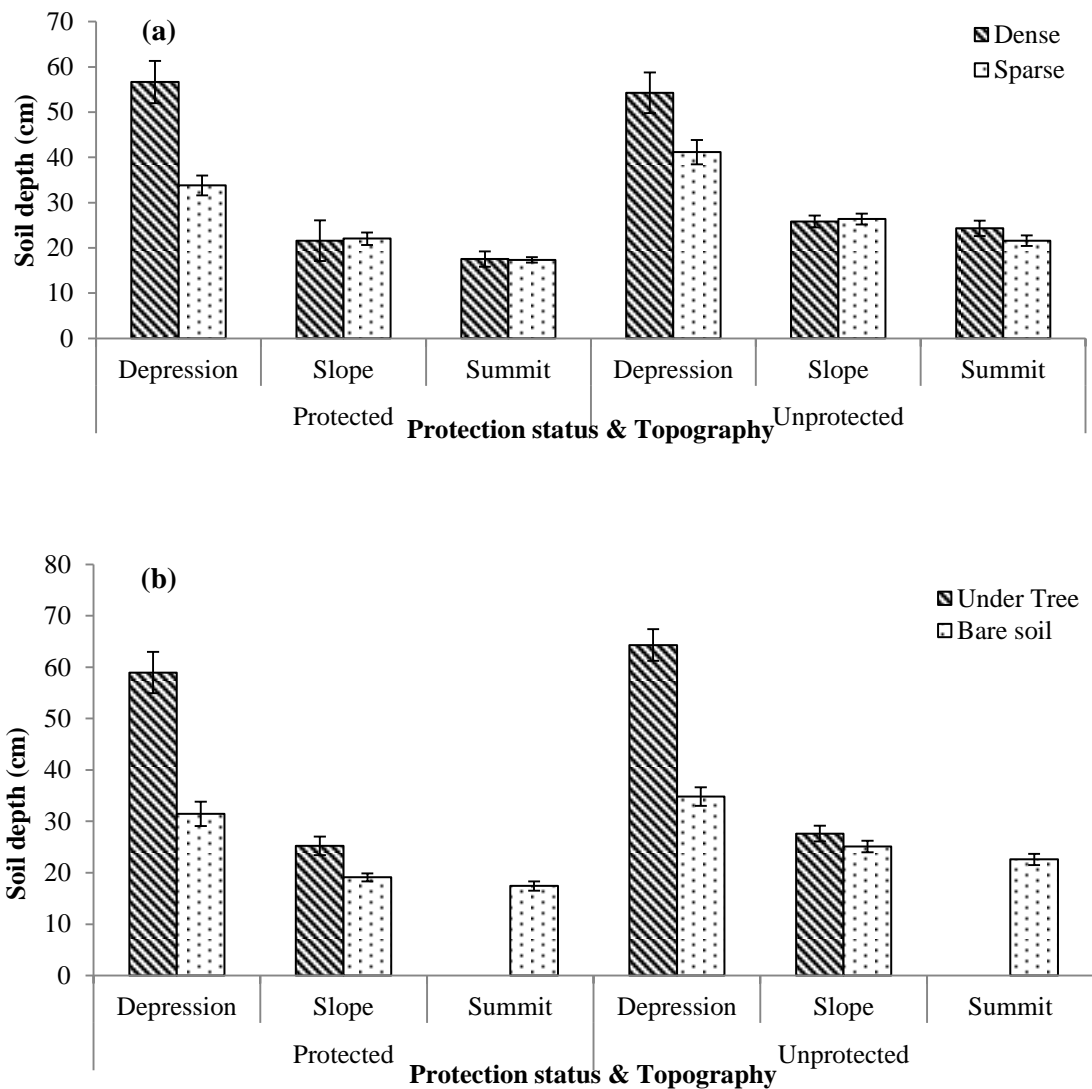 (a)
Dense
Sparse
70
60
50
40
30
20
10
0
Soil depth (cm)
Depression Slope Summit Depression Slope Summit
Protected Unprotected
Protection status & Topography
(b)
Under Tree
Bare soil
80
70
60
50
40
30
20
10
0
Soil depth (cm)
Depression Slope Summit Depression Slope Summit
Protected Unprotected
Protection status & Topography